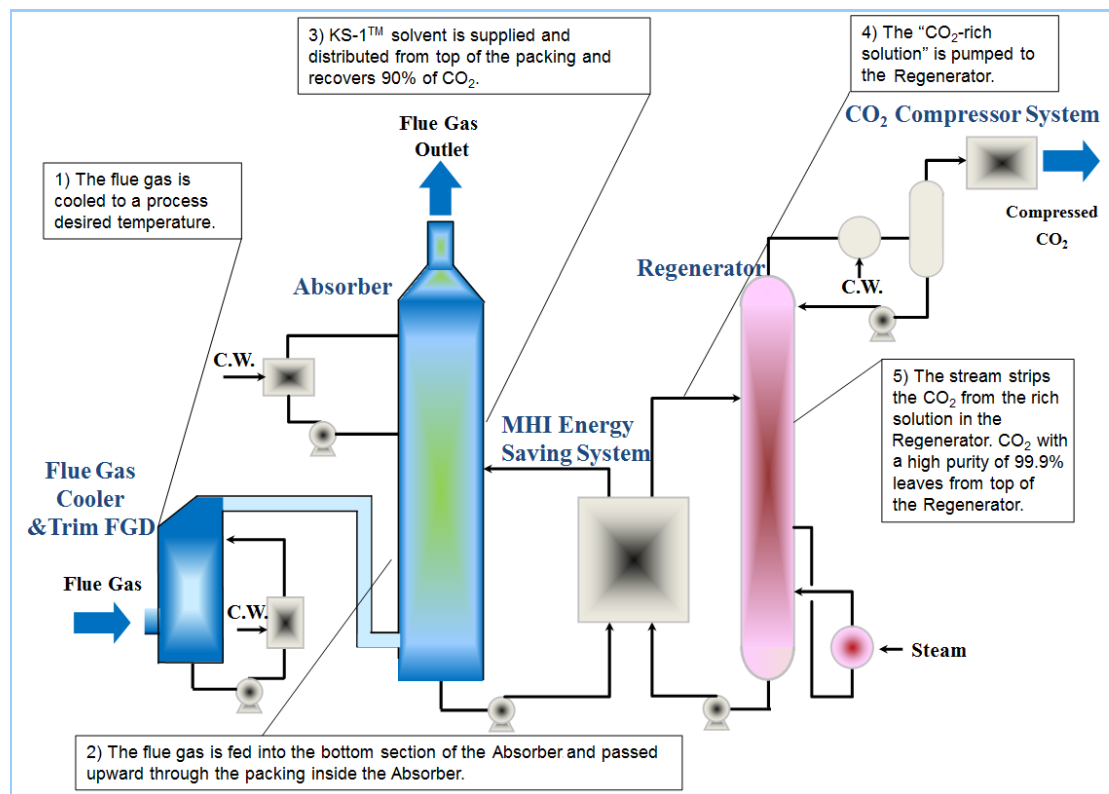 3) KS-1™ solvent is supplied and
distributed from top of the packing and
recovers 90% of CO₂.
4) The “CO₂-rich
solution” is pumped to
the Regenerator.
CO₂ Compressor System
Flue Gas
Outlet
1) The flue gas is
cooled to a process
desired temperature.
Compressed
CO₂
Absorber
Regenerator
C.W.
C.W.
5) The stream strips
the CO₂ from the rich
solution in the
Regenerator. CO₂ with
a high purity of 99.9%
leaves from top of
the Regenerator.
MHI Energy
Saving System
Flue Gas
Cooler
&Trim FGD
Flue Gas
C.W.
Steam
2) The flue gas is fed into the bottom section of the Absorber and passed
upward through the packing inside the Absorber.